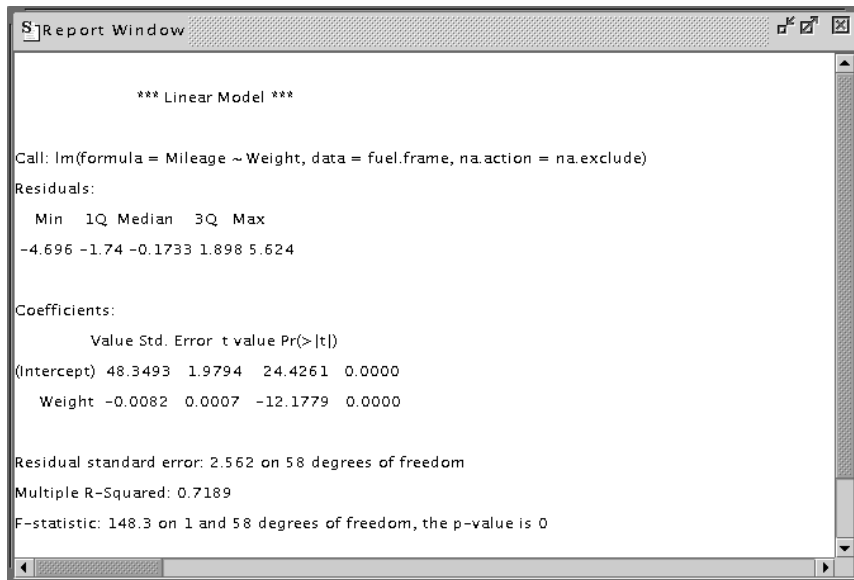 S Report Window
*** Linear Model ***
Call: lm(formula = Mileage ~ Weight, data = fuel.frame, na.action = na.exclude)
Residuals:
Min 1Q Median 3Q Max
-4.696 -1.74 -0.1733 1.898 5.624
Coefficients:
Value Std. Error t value Pr(>|t|)
(Intercept) 48.3493 1.9794 24.4261 0.0000
Weight -0.0082 0.0007 -12.1779 0.0000
Residual standard error: 2.562 on 58 degrees of freedom
Multiple R-Squared: 0.7189
F-statistic: 148.3 on 1 and 58 degrees of freedom, the p-value is 0